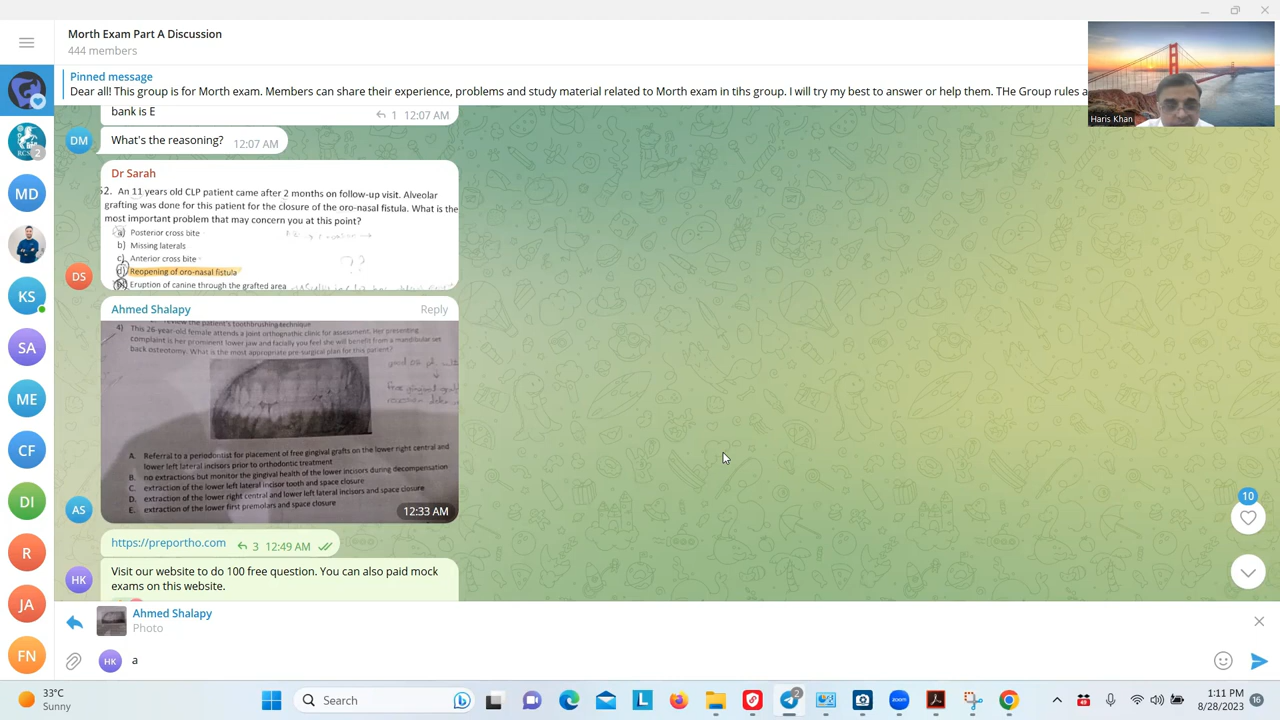 Morth Exam Part A Discussion
444 members
Pinned message
Dear all! This group is for Morth exam. Members can share their experience, problems and study material related to Morth exam in tihs group. I will try my best to answer or help them. THe Group rules a
Haris Khan
bank is E
1 12:07 AM
DM
What's the reasoning? 12:07 AM
Dr Sarah
52. An 11 years old CLP patient came after 2 months on follow-up visit. Alveolar
grafting was done for this patient for the closure of the oro-nasal fistula. What is the
most important problem that may concern you at this point?
a) Posterior cross bite
b) Missing laterals
c) Anterior cross bite
d) Reopening of oro-nasal fistula
Eruption of canine through the grafted area
??
DS
Ahmed Shalapy Reply
review the patient's toothbrushing technique
4) This 26-year-old female attends a joint orthognathic clinic for assessment. Her presenting
complaint is her prominent lower jaw and facially you feel she will benefit from a mandibular set
back osteotomy. What is the most appropriate pre-surgical plan for this patient?
A. Referral to a periodontist for placement of free gingival grafts on the lower right central and
lower left lateral incisors prior to orthodontic treatment
B. no extractions but monitor the gingival health of the lower incisors during decompensation
C. extraction of the lower left lateral incisor tooth and space closure
D. extraction of the lower right central and lower left lateral incisors and space closure
E. extraction of the lower first premolars and space closure
12:33 AM
AS
https://preportho.com 3 12:49 AM
Visit our website to do 100 free question. You can also paid mock
exams on this website.
HK
2
MD
KS
SA
ME
CF
DI
R
JA
FN
10
Ahmed Shalapy
Photo
HK
a
33°C
Sunny
Search
2
49
1:11 PM
8/28/2023
16